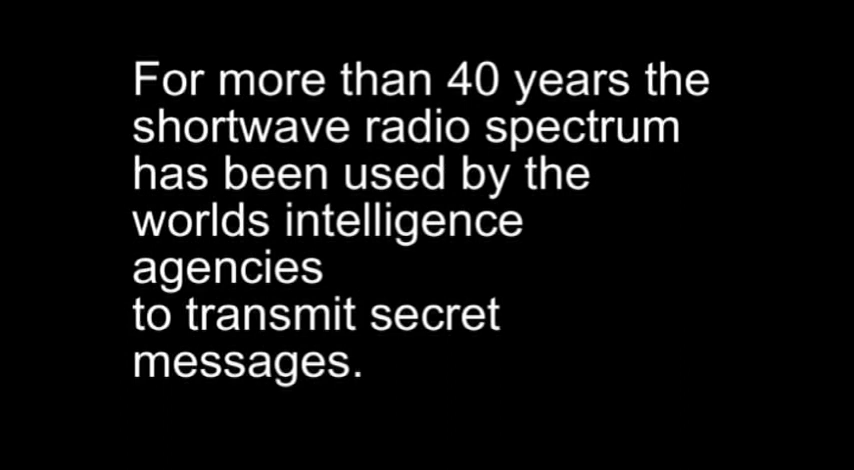 For more than 40 years the
shortwave radio spectrum
has been used by the
worlds intelligence
agencies
to transmit secret
messages.